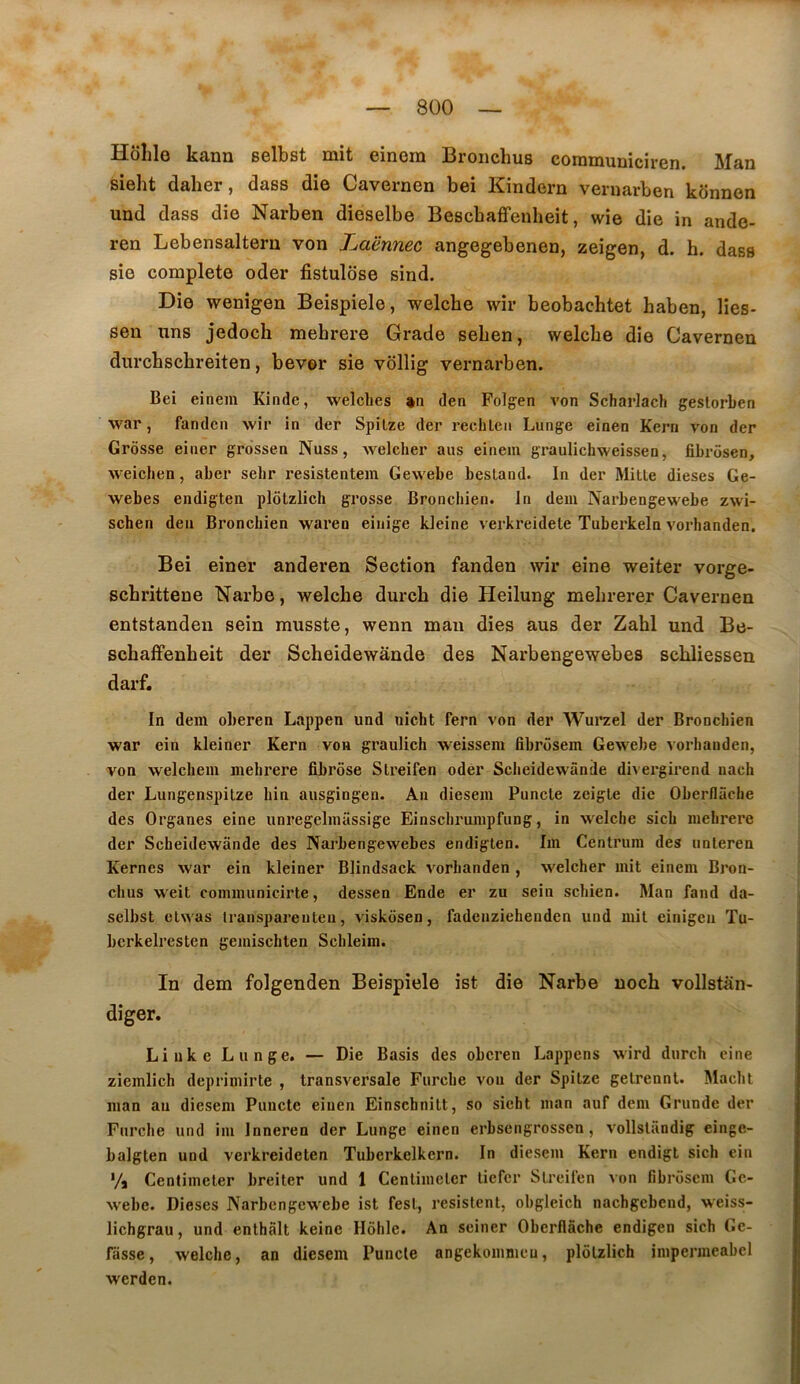 — 800 —
Höhle kann selbst mit einem Bronchus communiciren. Man
sieht daher, dass die Cavernen bei Kindern vernarben können
und dass die Narben dieselbe Beschaffenheit, wie die in ande-
ren Lebensaltern von Laënnec angegebenen, zeigen, d. h. dass
sie complete oder fistulöse sind.
Die wenigen Beispiele, welche wir beobachtet haben, lies-
sen uns jedoch mehrere Grade sehen, welche die Cavernen
durchschreiten, bevor sie völlig vernarben.
Bei einem Kinde, welches an den Folgen von Scharlach gestorben
war, fanden wir in der Spitze der rechten Lunge einen Kern von der
Grösse einer grossen Nuss, welcher aus einem graulichweissen, fibrösen,
weichen, aber sehr resistentem Gewebe bestand. In der Mitte dieses Ge-
webes endigten plötzlich grosse Bronchien. In dem Narbengewebe zwi-
schen den Bronchien waren einige kleine verkreidete Tuberkeln vorhanden.
Bei einer anderen Section fanden wir eine weiter vorge-
schrittene Narbe, welche durch die Heilung mehrerer Cavernen
entstanden sein musste, wenn man dies aus der Zahl und Be-
schaffenheit der Scheidewände des Narbengewebes schliessen
darf.
In dem oberen Lappen und nicht fern von der Wurzel der Bronchien
war ein kleiner Kern von graulich weissem fibrösem Gewebe vorhanden,
von welchem mehrere fibröse Streifen oder Scheidewände divergirend nach
der Lungenspitze hin ausgingen. An diesem Puncte zeigte die Oberfläche
des Organes eine unregelmässige Einschrumpfung, in welche sich mehrere
der Scheidewände des Narbengewebes endigten. Im Centrum des unteren
Kernes war ein kleiner Blindsack vorhanden, welcher mit einem Bron-
chus weit communicirte, dessen Ende er zu sein schien. Man fand da-
selbst etwas transparenten, viskösen, fadenziehenden und mit einigen Tu-
berkelresten gemischten Schleim.
In dem folgenden Beispiele ist die Narbe noch vollstän-
diger.
Linke Lunge. — Die Basis des oberen Lappens wird durch eine
ziemlich deprimirte , transversale Furche von der Spitze getrennt. Macht
man an diesem Puncte einen Einschnitt, so sieht man auf dem Grunde der
Furche und im Inneren der Lunge einen erbsengrossen, vollständig einge-
balgten und verkreideten Tuberkelkern. In diesem Kern endigt sich ein
½ Centimeter breiter und 1 Centimeter tiefer Streifen von fibrösem Ge-
webe. Dieses Narbengewebe ist fest, resistent, obgleich nachgebend, weiss-
lichgrau, und enthält keine Höhle. An seiner Oberfläche endigen sich Ge-
fässe, welche, an diesem Puncte angekommen, plötzlich impermeabel
werden.